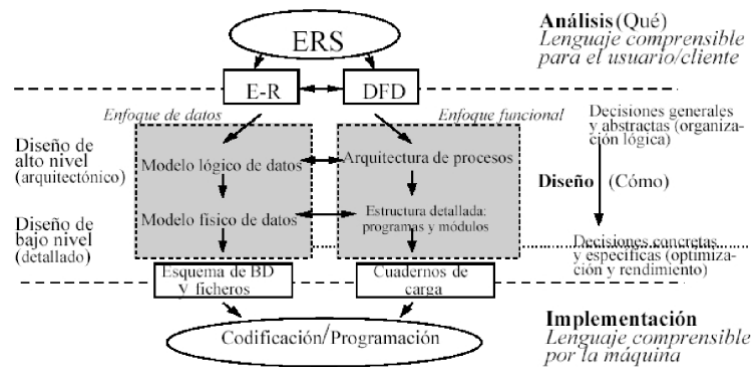 ERS
Análisis (Qué)
Lenguaje comprensible
para el usuario/cliente
E-R
DFD
Enfoque de datos
Enfoque funcional
Decisiones generales
y abstractas (organiza-
ción lógica)
Diseño de
alto nivel
(arquitectónico)
Modelo lógico de datos
Arquitectura de procesos
Diseño (Cómo)
Diseño de
bajo nivel
(detallado)
Modelo físico de datos
Estructura detallada:
programas y módulos
Decisiones concretas
y específicas (optimiza-
ción y rendimiento)
Esquema de BD
y ficheros
Cuadernos de
carga
Codificación/Programación
Implementación
Lenguaje comprensible
por la máquina